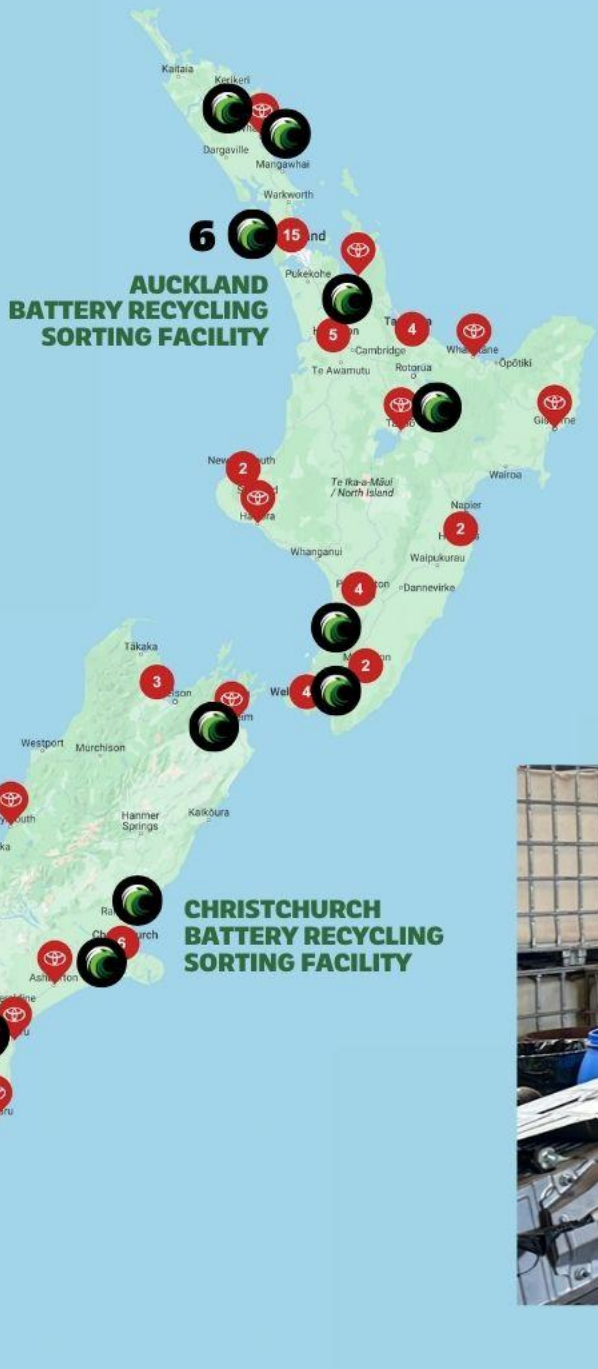 Kaitaia
Kerikeri
Dargaville
Mangawhai
Warkworth
6
15
AUCKLAND
BATTERY RECYCLING
SORTING FACILITY
Pukekohe
5
4
Cambridge
Te Awamutu
Rotorua
Ōpōtiki
2
Te Ika-a-Māui
/ North Island
Wairoa
Napier
2
Whanganui
Waipukurau
4
Dannevirke
2
4
Tākaka
3
Westport
Murchison
Hanmer
Springs
Kaikōura
CHRISTCHURCH
BATTERY RECYCLING
SORTING FACILITY
6